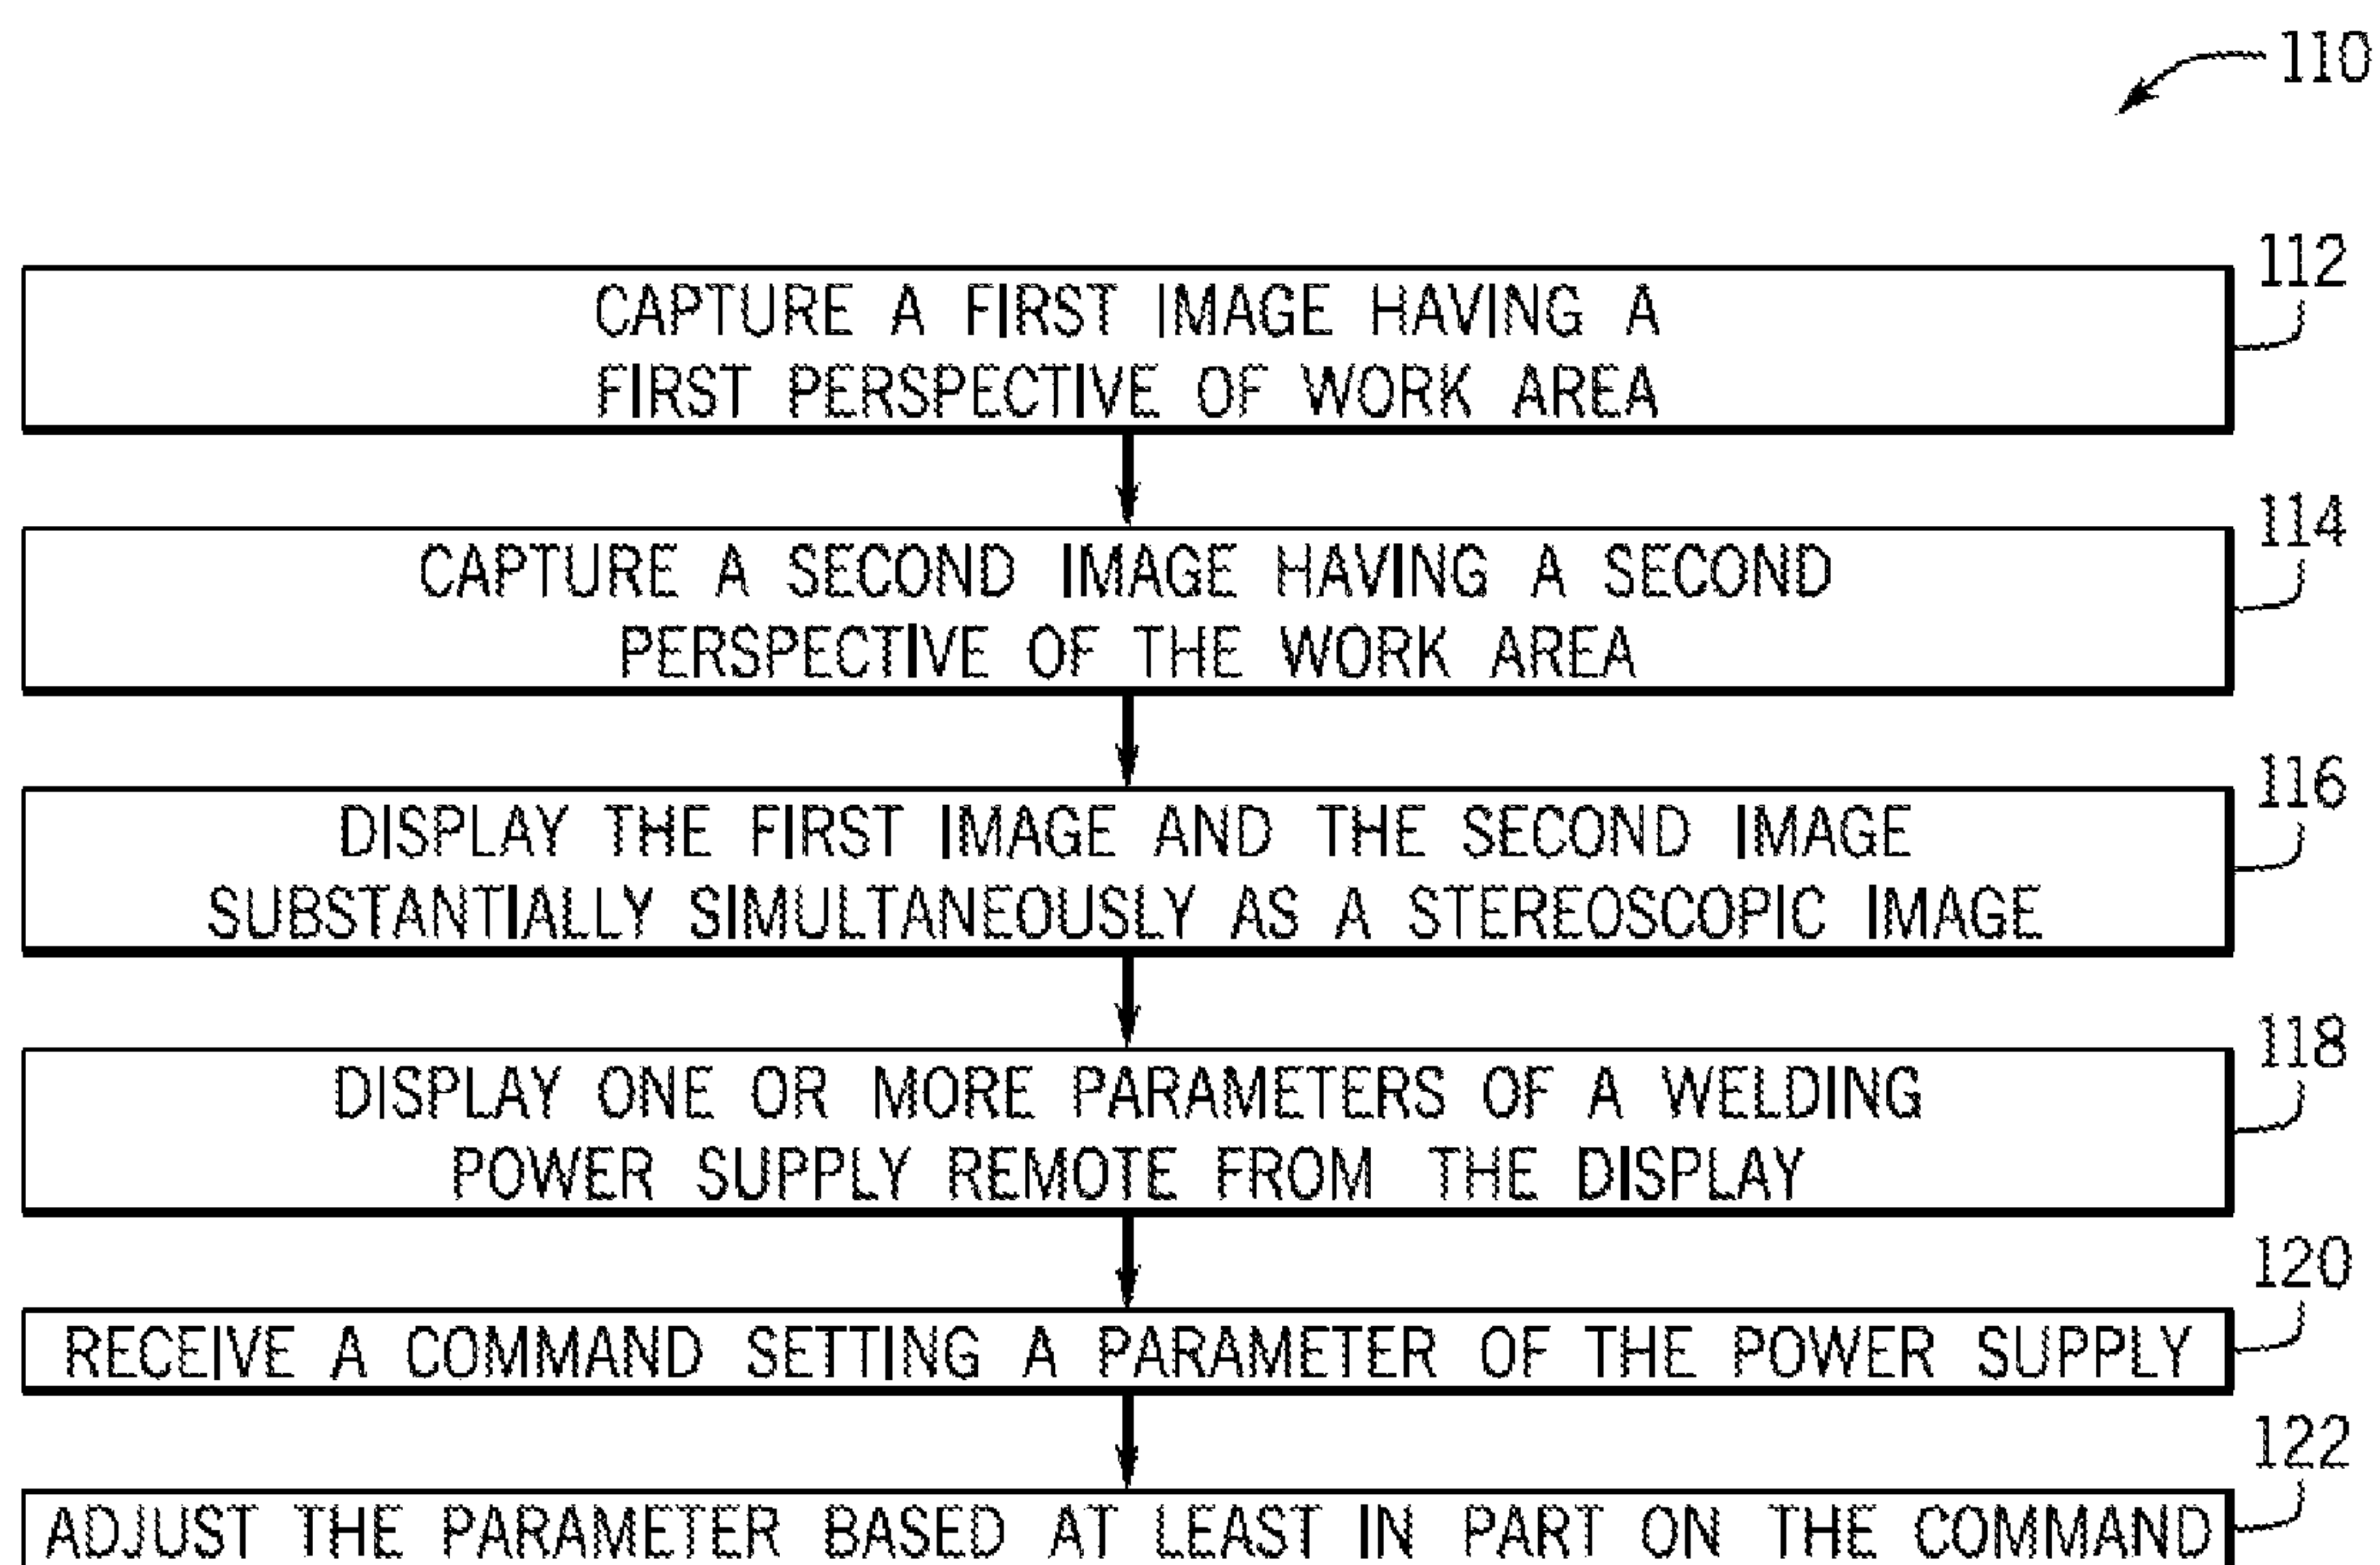 110
112
CAPTURE A FIRST IMAGE HAVING A
FIRST PERSPECTIVE OF WORK AREA
114
CAPTURE A SECOND IMAGE HAVING A SECOND
PERSPECTIVE OF THE WORK AREA
116
DISPLAY THE FIRST IMAGE AND THE SECOND IMAGE
SUBSTANTIALLY SIMULTANEOUSLY AS A STEREOSCOPIC IMAGE
118
DISPLAY ONE OR MORE PARAMETERS OF A WELDING
POWER SUPPLY REMOTE FROM THE DISPLAY
120
RECEIVE A COMMAND SETTING A PARAMETER OF THE POWER SUPPLY
122
ADJUST THE PARAMETER BASED AT LEAST IN PART ON THE COMMAND